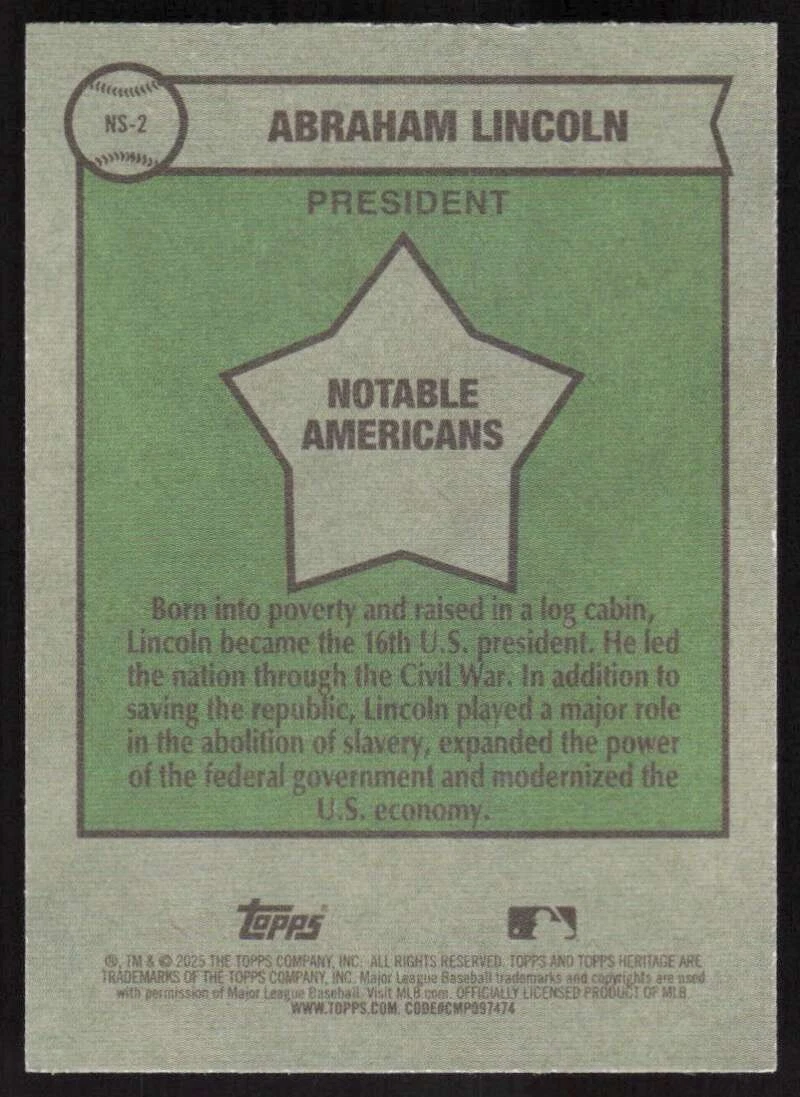 NS-2
ABRAHAM LINCOLN
PRESIDENT
NOTABLE
AMERICANS
Born into poverty and raised in a log cabin,
Lincoln became the 16th U.S. president. He led
the nation through the Civil War. In addition to
saving the republic, Lincoln played a major role
in the abolition of slavery, expanded the power
of the federal government and modernized the
U.S. economy.
Topps
®, TM & © 2025 THE TOPPS COMPANY, INC. ALL RIGHTS RESERVED. TOPPS AND TOPPS HERITAGE ARE
TRADEMARKS OF THE TOPPS COMPANY, INC. Major League Baseball trademarks and copyrights are used
with permission of Major League Baseball. Visit MLB.com. OFFICIALLY LICENSED PRODUCT OF MLB
WWW.TOPPS.COM. CODE#CMP097474